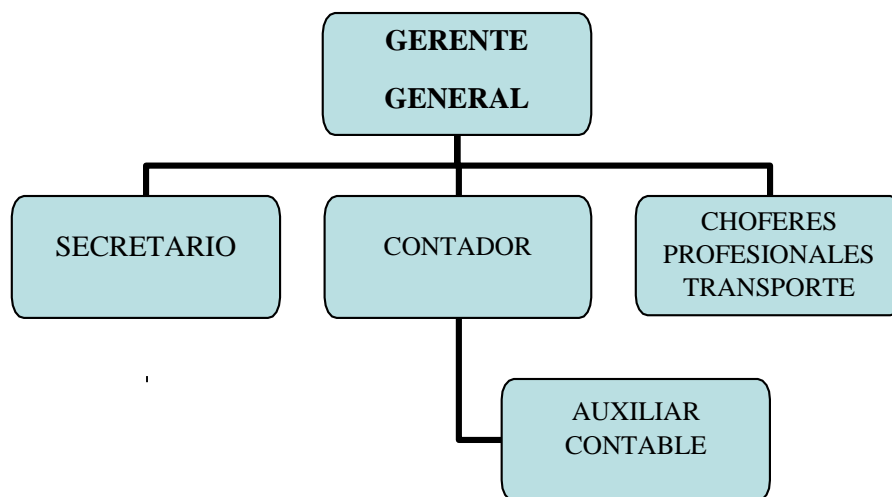 GERENTE
GENERAL
SECRETARIO
CONTADOR
CHOFERES
PROFESIONALES
TRANSPORTE
AUXILIAR
CONTABLE